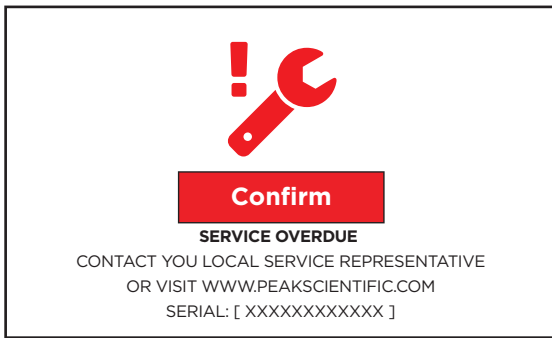 !
Confirm
SERVICE OVERDUE
CONTACT YOU LOCAL SERVICE REPRESENTATIVE
OR VISIT WWW.PEAKSCIENTIFIC.COM
SERIAL: [ XXXXXXXXXXXX ]